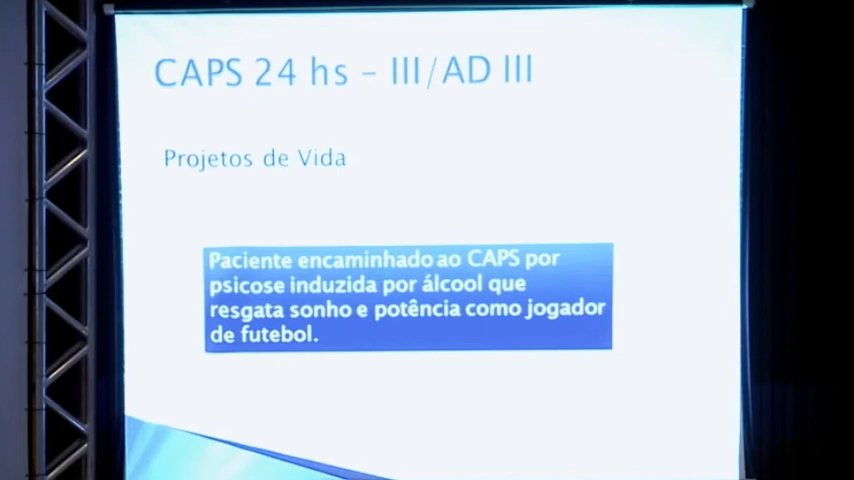 CAPS 24 hs – III/AD III
Projetos de Vida
Paciente encaminhado ao CAPS por
psicose induzida por álcool que
resgata sonho e potência como jogador
de futebol.